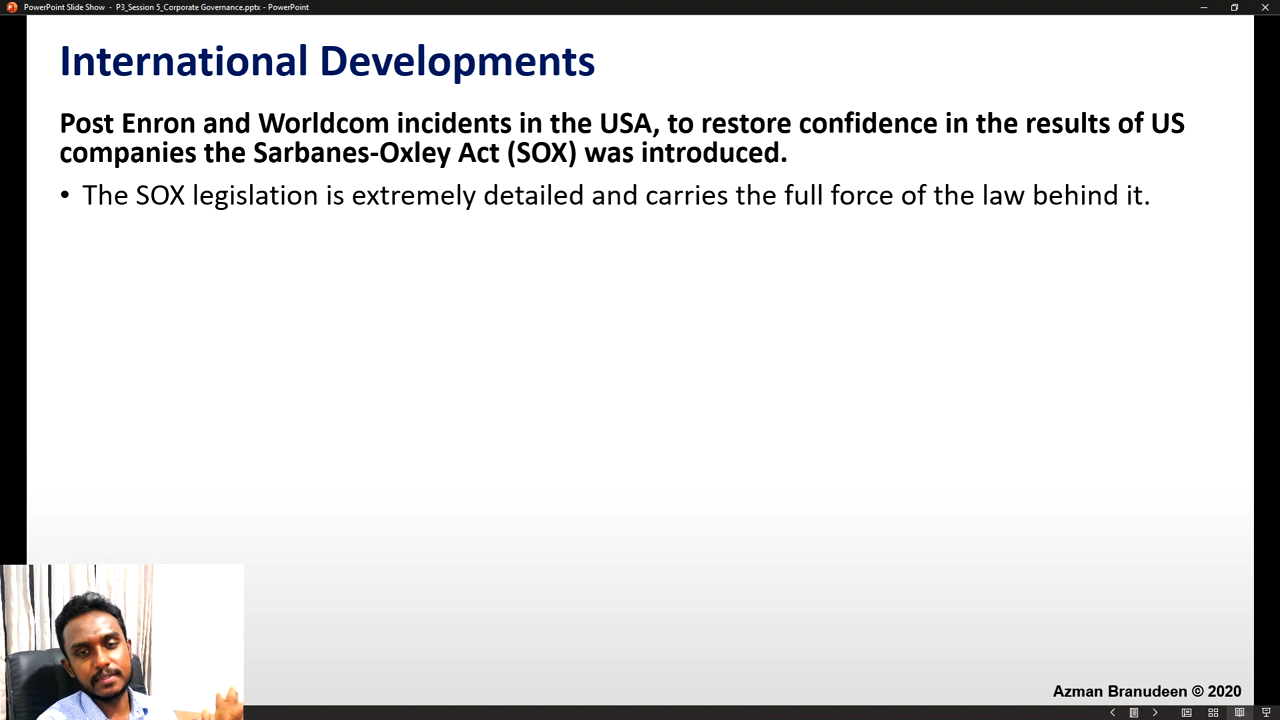 PowerPoint Slide Show - P3_Session 5_Corporate Governance.pptx - PowerPoint
International Developments
Post Enron and Worldcom incidents in the USA, to restore confidence in the results of US
companies the Sarbanes-Oxley Act (SOX) was introduced.
• The SOX legislation is extremely detailed and carries the full force of the law behind it.
Azman Branudeen © 2020